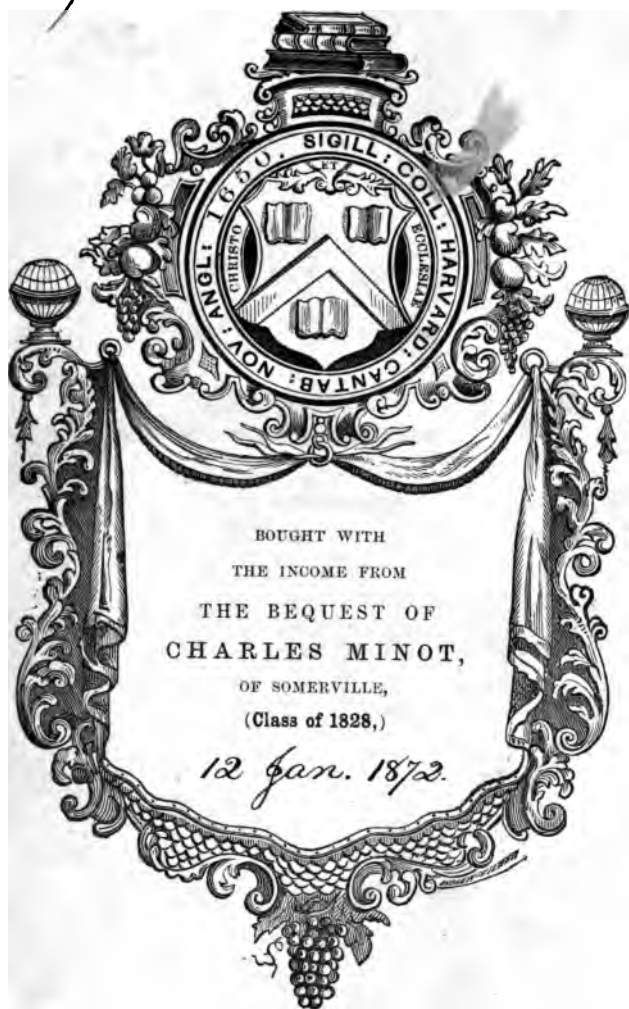 SIGILL: COLL: HARVARD: CANTAB: NOV: ANGL: 1650.
ET
CHRISTO
ECCLESIÆ
BOUGHT WITH
THE INCOME FROM
THE BEQUEST OF
CHARLES MINOT,
OF SOMERVILLE,
(Class of 1828,)
12 Jan. 1872.